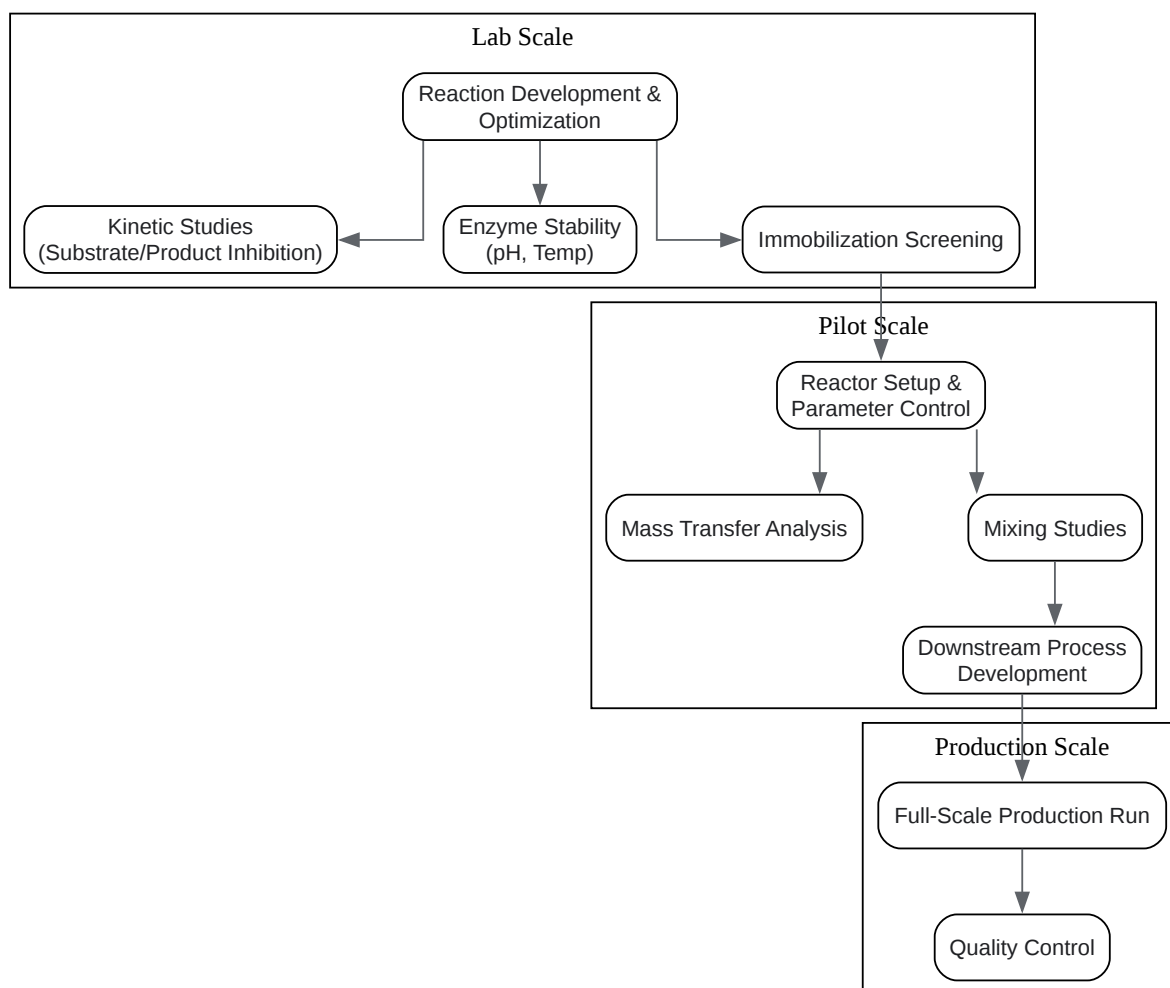 Lab Scale
Reaction Development &
Optimization
Kinetic Studies
(Substrate/Product Inhibition)
Enzyme Stability
(pH, Temp)
Immobilization Screening
Pilot Scale
Reactor Setup &
Parameter Control
Mass Transfer Analysis
Mixing Studies
Downstream Process
Development
Production Scale
Full-Scale Production Run
Quality Control